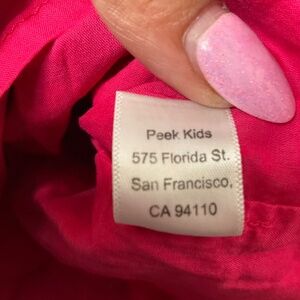 Peek Kids
575 Florida St.
San Francisco,
CA 94110